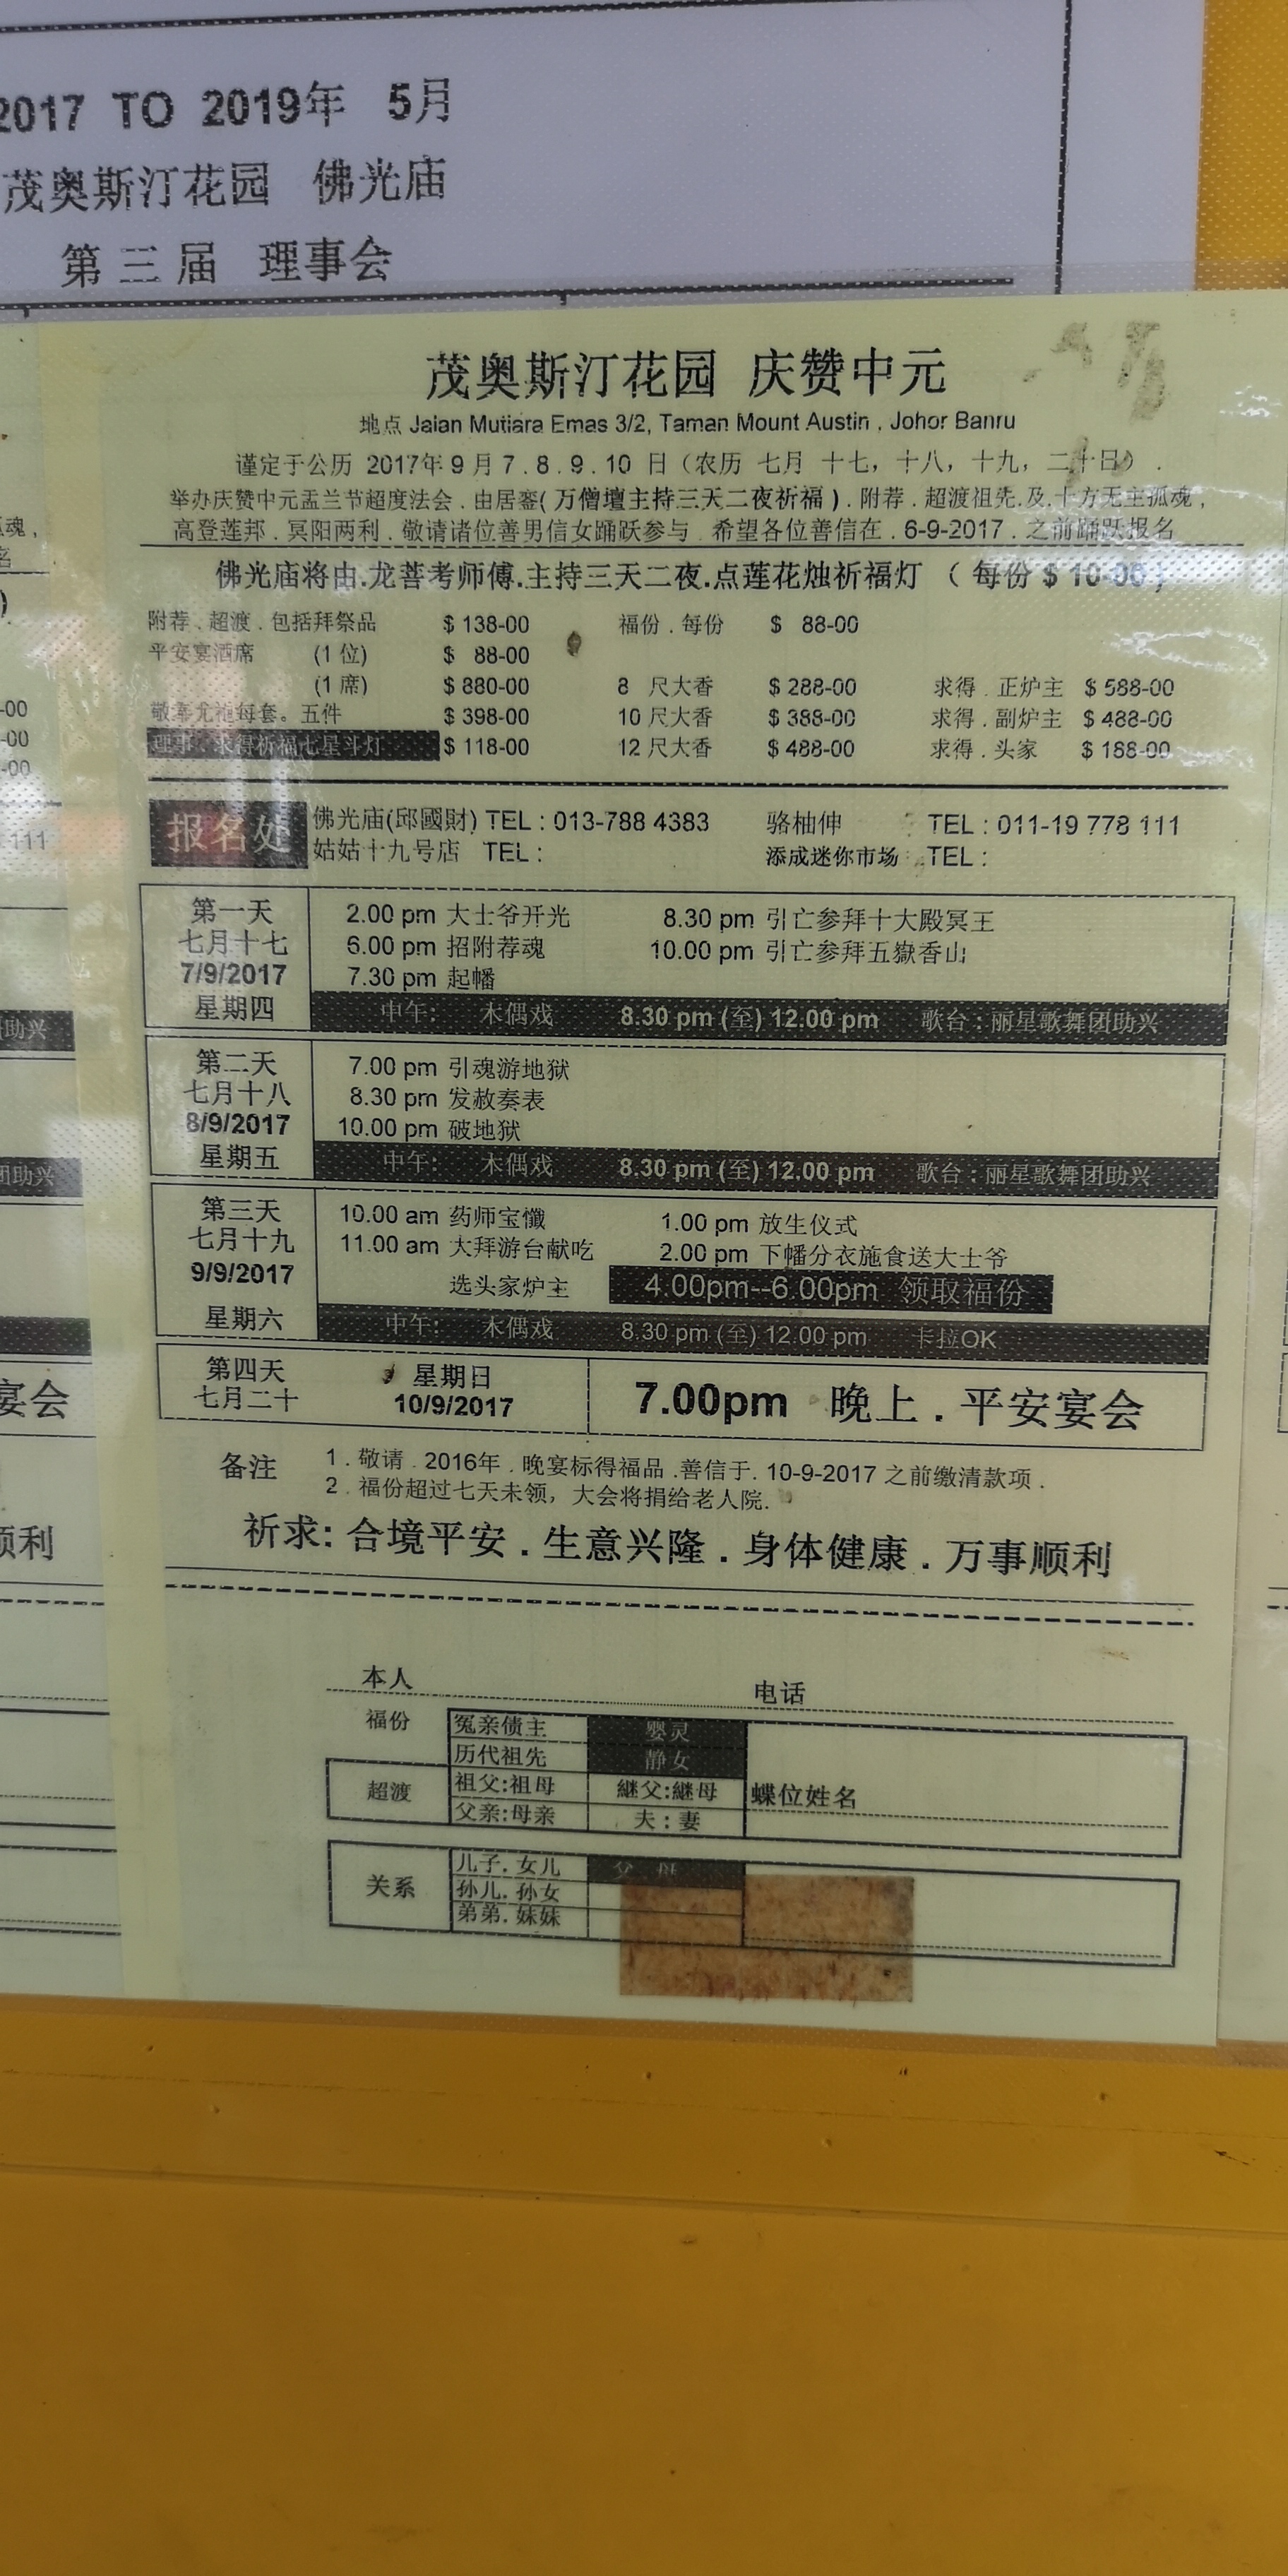 2017 TO 2019年 5月
茂奥斯汀花园 佛光庙
第三届 理事会
茂奥斯汀花园 庆赞中元
地点 Jalan Mutiara Emas 3/2, Taman Mount Austin , Johor Banru
谨定于公历 2017年 9 月 7 . 8 . 9 . 10 日（农历 七月 十七，十八，十九，二十日）.
举办庆赞中元盂兰节超度法会 . 由居銮( 万僧壇主持三天二夜祈福 ) . 附荐 . 超渡祖先.及.十方无主孤魂 ,
高登莲邦 . 冥阳两利 . 敬请诸位善男信女踊跃参与 . 希望各位善信在 . 6-9-2017 . 之前踊跃报名
佛光庙将由.龙菩考师傅.主持三天二夜.点莲花烛祈福灯 （ 每份 $ 10-00 ）
附荐 . 超渡 . 包括拜祭品 $ 138-00 福份 . 每份 $ 88-00
平安宴酒席 (1 位) $ 88-00
(1 席) $ 880-00 8 尺大香 $ 288-00 求得 . 正炉主 $ 588-00
敬奉龙袍每套。五件 $ 398-00 10 尺大香 $ 388-00 求得 . 副炉主 $ 488-00
理事 . 求得祈福七星斗灯 $ 118-00 12 尺大香 $ 488-00 求得 . 头家 $ 188-00
报名处 佛光庙(邱國財) TEL : 013-788 4383 骆柚伸 TEL : 011-19 778 111
姑姑十九号店 TEL : 添成迷你市场 TEL :
第一天
七月十七
7/9/2017
星期四
2.00 pm 大士爷开光 8.30 pm 引亡参拜十大殿冥王
6.00 pm 招附荐魂 10.00 pm 引亡参拜五嶽香山
7.30 pm 起幡
中午: 木偶戏 8.30 pm (至) 12.00 pm 歌台 : 丽星歌舞团助兴
第二天
七月十八
8/9/2017
星期五
7.00 pm 引魂游地狱
8.30 pm 发赦奏表
10.00 pm 破地狱
中午: 木偶戏 8.30 pm (至) 12.00 pm 歌台 : 丽星歌舞团助兴
第三天
七月十九
9/9/2017
星期六
10.00 am 药师宝懺 1.00 pm 放生仪式
11.00 am 大拜游台献吃 2.00 pm 下幡分衣施食送大士爷
选头家炉主 4.00pm--6.00pm 领取福份
中午: 木偶戏 8.30 pm (至) 12.00 pm 卡拉OK
第四天
七月二十
星期日
10/9/2017
7.00pm 晚上 . 平安宴会
备注 1 . 敬请 . 2016年 . 晚宴标得福品 .善信于. 10-9-2017 之前缴清款项 .
2 . 福份超过七天未领，大会将捐给老人院.
祈求: 合境平安 . 生意兴隆 . 身体健康 . 万事顺利
本人 电话
福份 冤亲债主 婴灵
历代祖先 静女
超渡 祖父:祖母 継父:継母 蝶位姓名
父亲:母亲 夫 : 妻
关系 儿子. 女儿 父 母
孙儿. 孙女
弟弟. 妹妹
孤魂 ,
名
-00
-00
-00
111
团助兴
团助兴
宴会
顺利